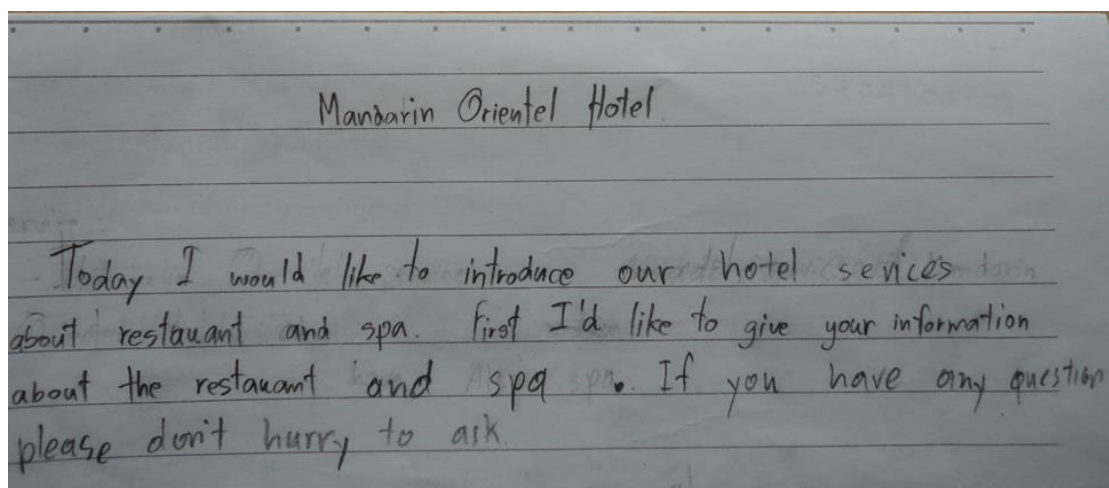 Mandarin Orientel Hotel
Today I would like to introduce our hotel sevices
about restauant and spa. First I'd like to give your information
about the restauant and spa. If you have any question
please don't hurry to ask.